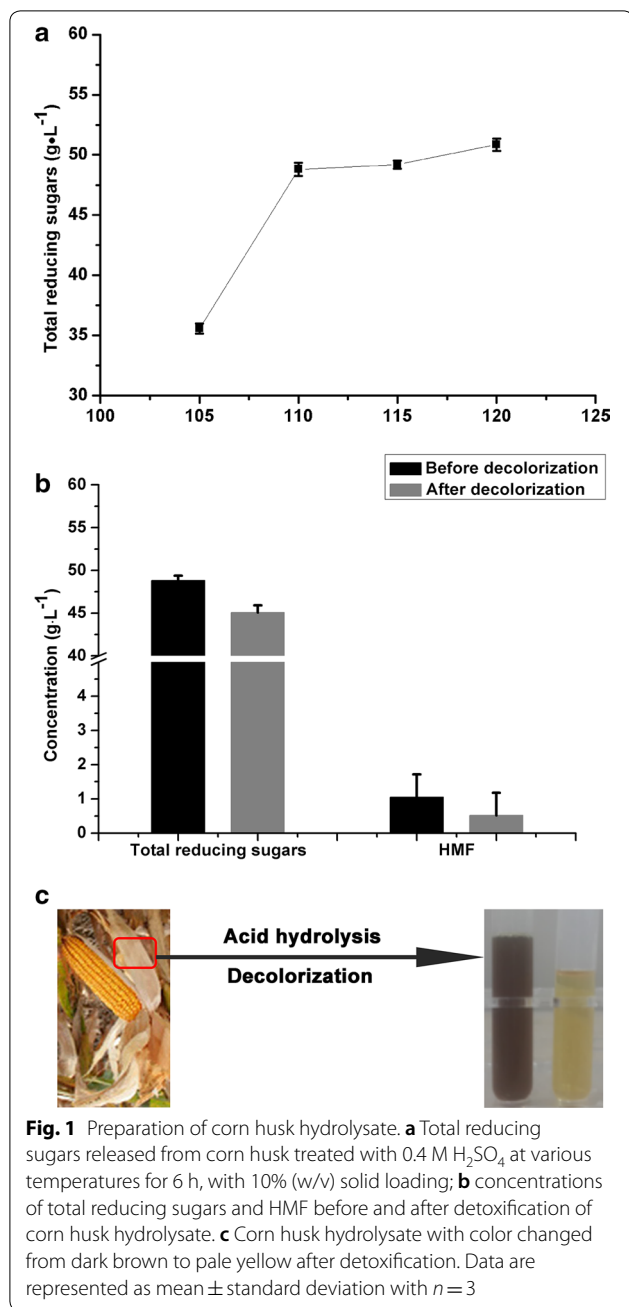 a
Total reducing sugars (g•L⁻¹)
60
55
50
45
40
35
30
100 105 110 115 120 125
b
Before decolorization
After decolorization
Concentration (g·L⁻¹)
60
55
50
45
40
4
3
2
1
0
Total reducing sugars HMF
c
Acid hydrolysis
Decolorization
Fig. 1 Preparation of corn husk hydrolysate. a Total reducing
sugars released from corn husk treated with 0.4 M H₂SO₄ at various
temperatures for 6 h, with 10% (w/v) solid loading; b concentrations
of total reducing sugars and HMF before and after detoxification of
corn husk hydrolysate. c Corn husk hydrolysate with color changed
from dark brown to pale yellow after detoxification. Data are
represented as mean ± standard deviation with n = 3